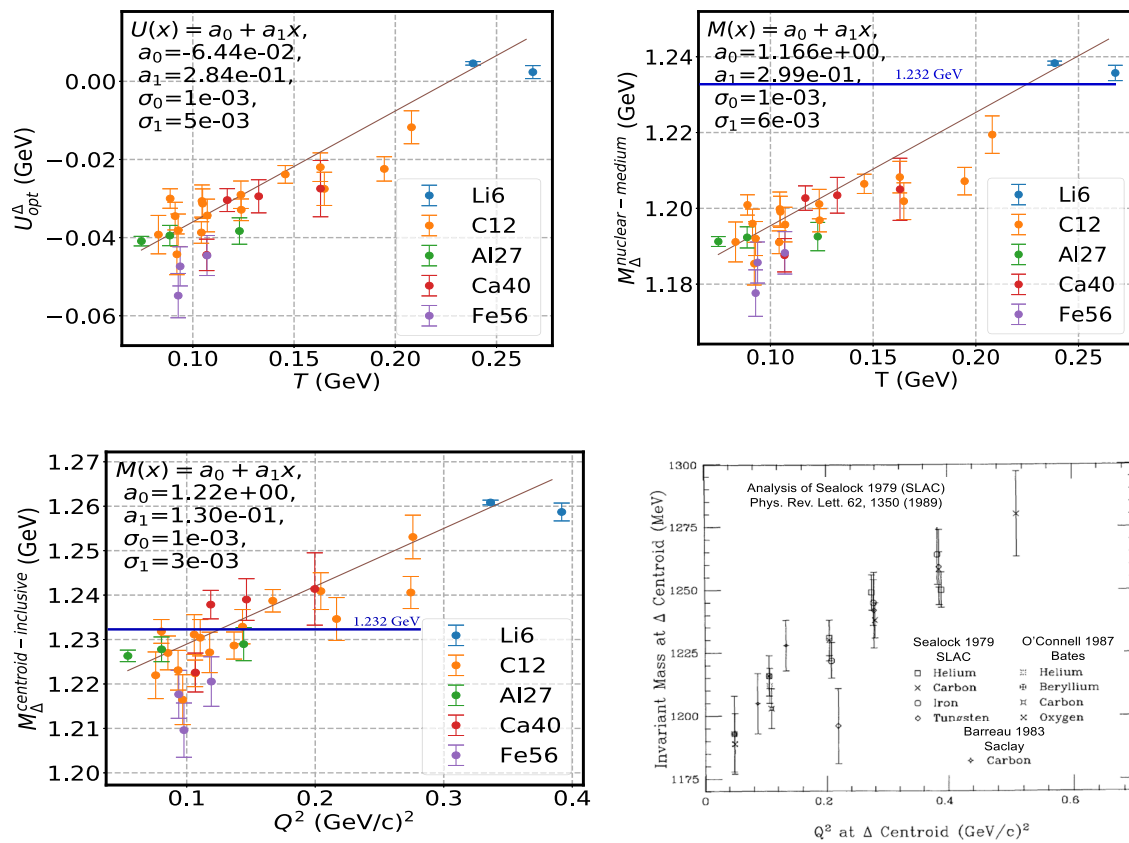 U(x) = a₀ + a₁x,
a₀=-6.44e-02,
a₁=2.84e-01,
σ₀=1e-03,
σ₁=5e-03
0.00
−0.02
−0.04
−0.06
U^Δ_opt (GeV)
Li6
C12
Al27
Ca40
Fe56
0.10 0.15 0.20 0.25
T (GeV)
M(x) = a₀ + a₁x,
a₀=1.166e+00,
a₁=2.99e-01,
σ₀=1e-03,
σ₁=6e-03
1.232 GeV
1.24
1.22
1.20
1.18
M_Δ^nuclear−medium (GeV)
Li6
C12
Al27
Ca40
Fe56
0.10 0.15 0.20 0.25
T (GeV)
M(x) = a₀ + a₁x,
a₀=1.22e+00,
a₁=1.30e-01,
σ₀=1e-03,
σ₁=3e-03
1.232 GeV
1.27
1.26
1.25
1.24
1.23
1.22
1.21
1.20
M_Δ^centroid−inclusive (GeV)
Li6
C12
Al27
Ca40
Fe56
0.1 0.2 0.3 0.4
Q² (GeV/c)²
Analysis of Sealock 1979 (SLAC)
Phys. Rev. Lett. 62, 1350 (1989)
1300
1275
1250
1225
1200
1175
Invariant Mass at Δ Centroid (MeV)
Sealock 1979
SLAC
Helium
Carbon
Iron
Tungsten
O'Connell 1987
Bates
Helium
Beryllium
Carbon
Oxygen
Barreau 1983
Saclay
Carbon
0 0.2 0.4 0.6
Q² at Δ Centroid (GeV/c)²